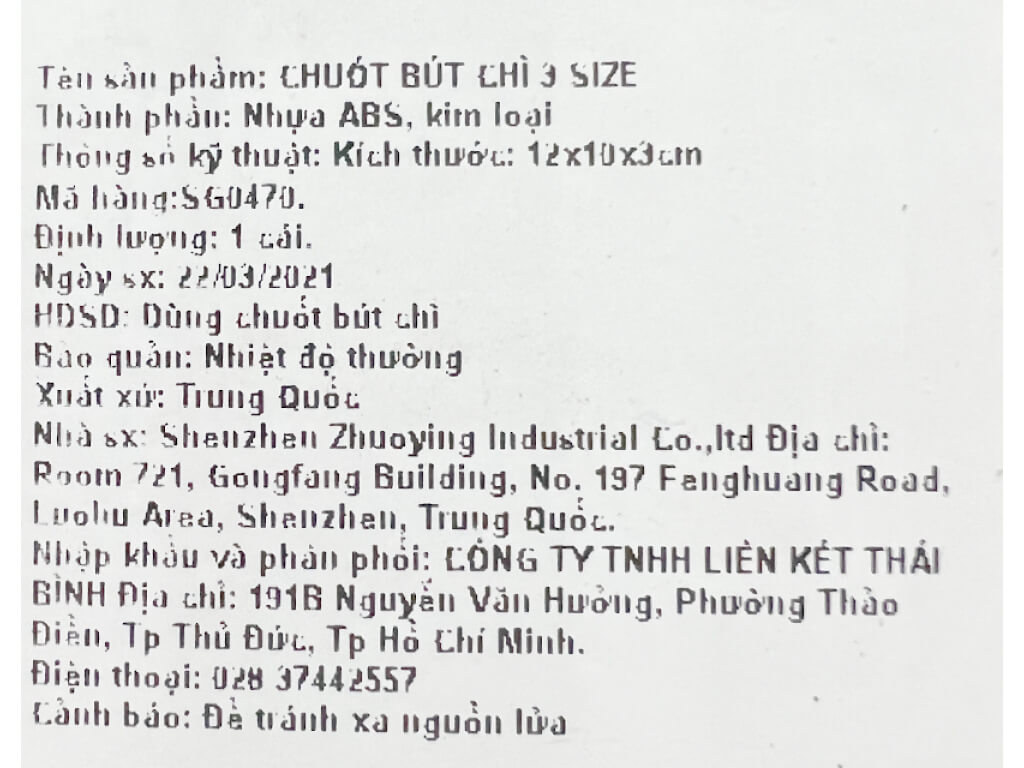 Tên sản phẩm: CHUỐT BÚT CHÌ 3 SIZE
Thành phần: Nhựa ABS, kim loại
Thông số kỹ thuật: Kích thước: 12x10x3cm
Mã hàng:SG0470.
Định lượng: 1 cái.
Ngày sx: 22/03/2021
HDSD: Dùng chuốt bút chì
Bảo quản: Nhiệt độ thường
Xuất xứ: Trung Quốc
Nhà sx: Shenzhen Zhuoying Industrial Co.,ltd Địa chỉ:
Room 721, Gongfang Building, No. 197 Fenghuang Road,
Luohu Area, Shenzhen, Trung Quốc.
Nhập khẩu và phân phối: CÔNG TY TNHH LIÊN KẾT THÁI
BÌNH Địa chỉ: 191B Nguyễn Văn Hưởng, Phường Thảo
Điền, Tp Thủ Đức, Tp Hồ Chí Minh.
Điện thoại: 028 37442557
Cảnh báo: Để tránh xa nguồn lửa